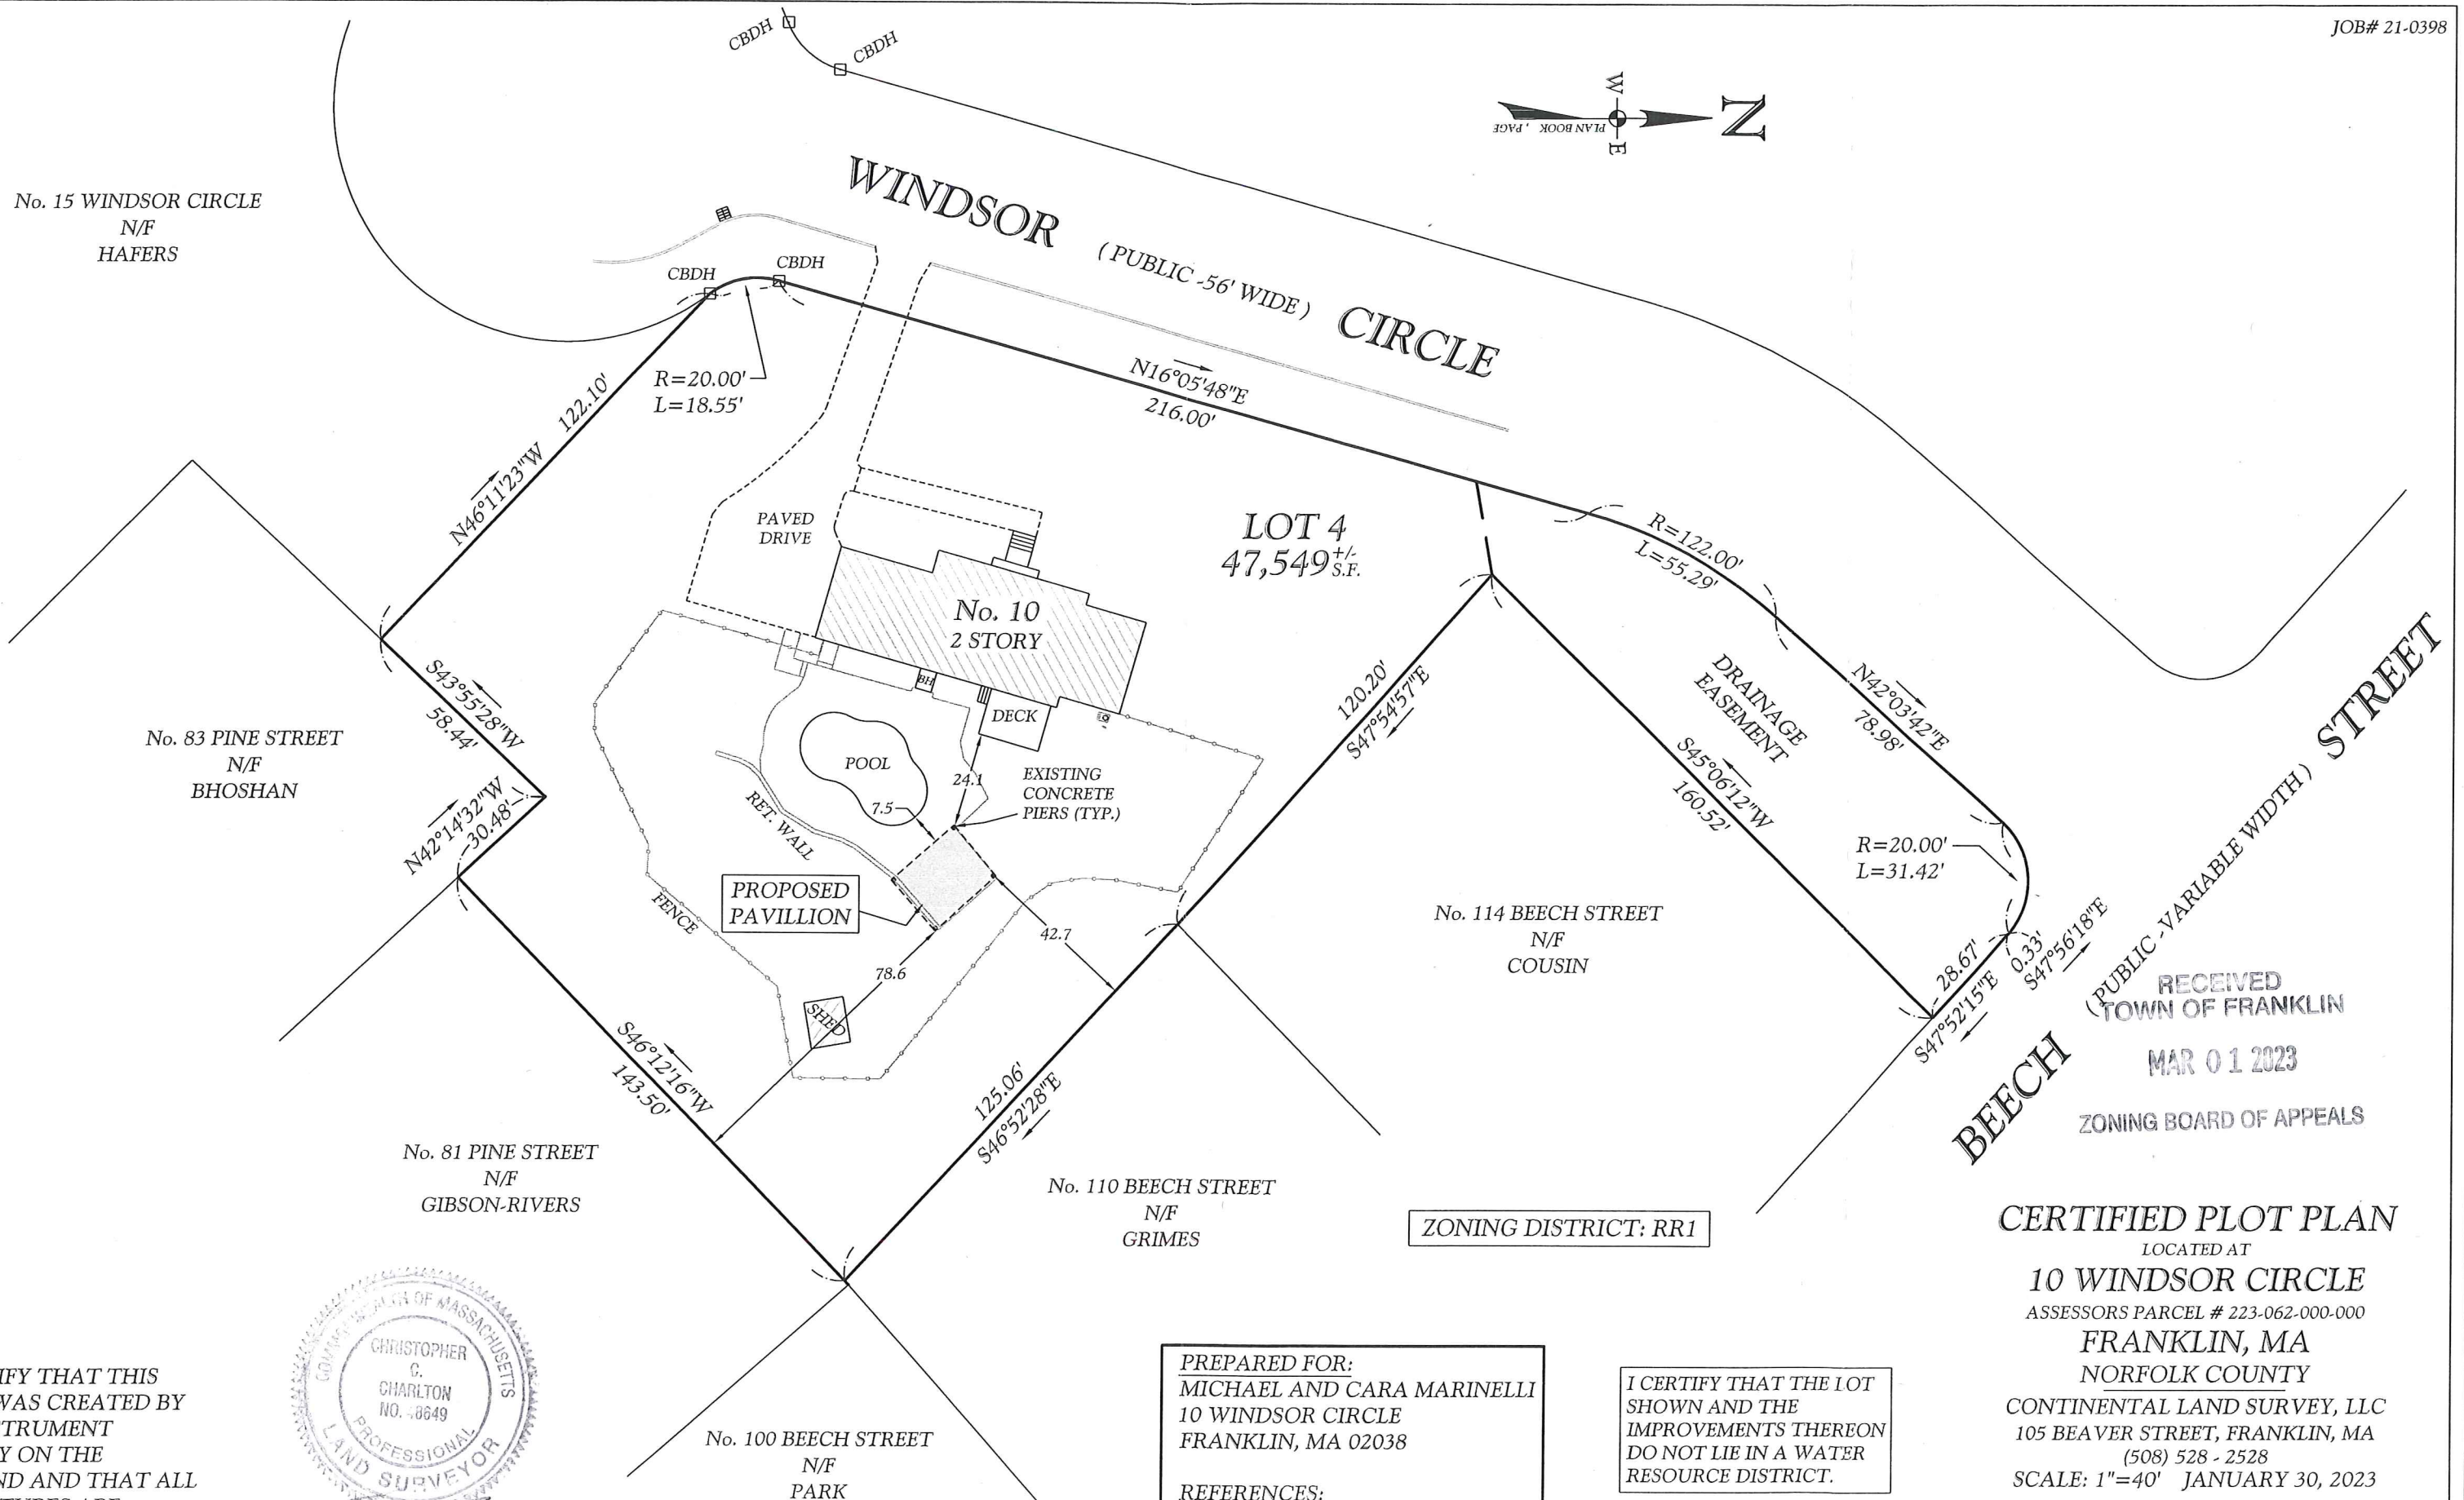 JOB# 21-0398
CBDH
CBDH
N
W
E
PLAN BOOK , PAGE
WINDSOR
( PUBLIC -56' WIDE )
CIRCLE
No. 15 WINDSOR CIRCLE
N/F
HAFERS
CBDH
CBDH
R=20.00'
L=18.55'
N16°05'48"E
216.00'
122.10'
N46°11'23"W
PAVED
DRIVE
LOT 4
47,549 +/- S.F.
R=122.00'
L=55.29'
No. 10
2 STORY
BH
DECK
POOL
7.5
24.1
EXISTING
CONCRETE
PIERS (TYP.)
RET. WALL
FENCE
PROPOSED
PAVILLION
42.7
78.6
SHED
S43°55'28"W
58.44'
No. 83 PINE STREET
N/F
BHOSHAN
N42°14'32"W
30.48'
120.20'
S47°54'57"E
DRAINAGE
EASEMENT
N42°03'42"E
78.98'
S45°06'12"W
160.52'
R=20.00'
L=31.42'
No. 114 BEECH STREET
N/F
COUSIN
28.67'
S47°52'15"E
0.33'
S47°56'18"E
BEECH
( PUBLIC -VARIABLE WIDTH )
STREET
RECEIVED
TOWN OF FRANKLIN
MAR 01 2023
ZONING BOARD OF APPEALS
S46°12'16"W
143.50'
125.06'
S46°52'28"E
No. 81 PINE STREET
N/F
GIBSON-RIVERS
No. 110 BEECH STREET
N/F
GRIMES
ZONING DISTRICT: RR1
No. 100 BEECH STREET
N/F
PARK
IFY THAT THIS
WAS CREATED BY
STRUMENT
Y ON THE
ND AND THAT ALL
COMMONWEALTH OF MASSACHUSETTS
CHRISTOPHER
C.
CHARLTON
NO. 8649
PROFESSIONAL
LAND SURVEYOR
PREPARED FOR:
MICHAEL AND CARA MARINELLI
10 WINDSOR CIRCLE
FRANKLIN, MA 02038
REFERENCES:
I CERTIFY THAT THE LOT
SHOWN AND THE
IMPROVEMENTS THEREON
DO NOT LIE IN A WATER
RESOURCE DISTRICT.
CERTIFIED PLOT PLAN
LOCATED AT
10 WINDSOR CIRCLE
ASSESSORS PARCEL # 223-062-000-000
FRANKLIN, MA
NORFOLK COUNTY
CONTINENTAL LAND SURVEY, LLC
105 BEAVER STREET, FRANKLIN, MA
(508) 528 - 2528
SCALE: 1"=40' JANUARY 30, 2023